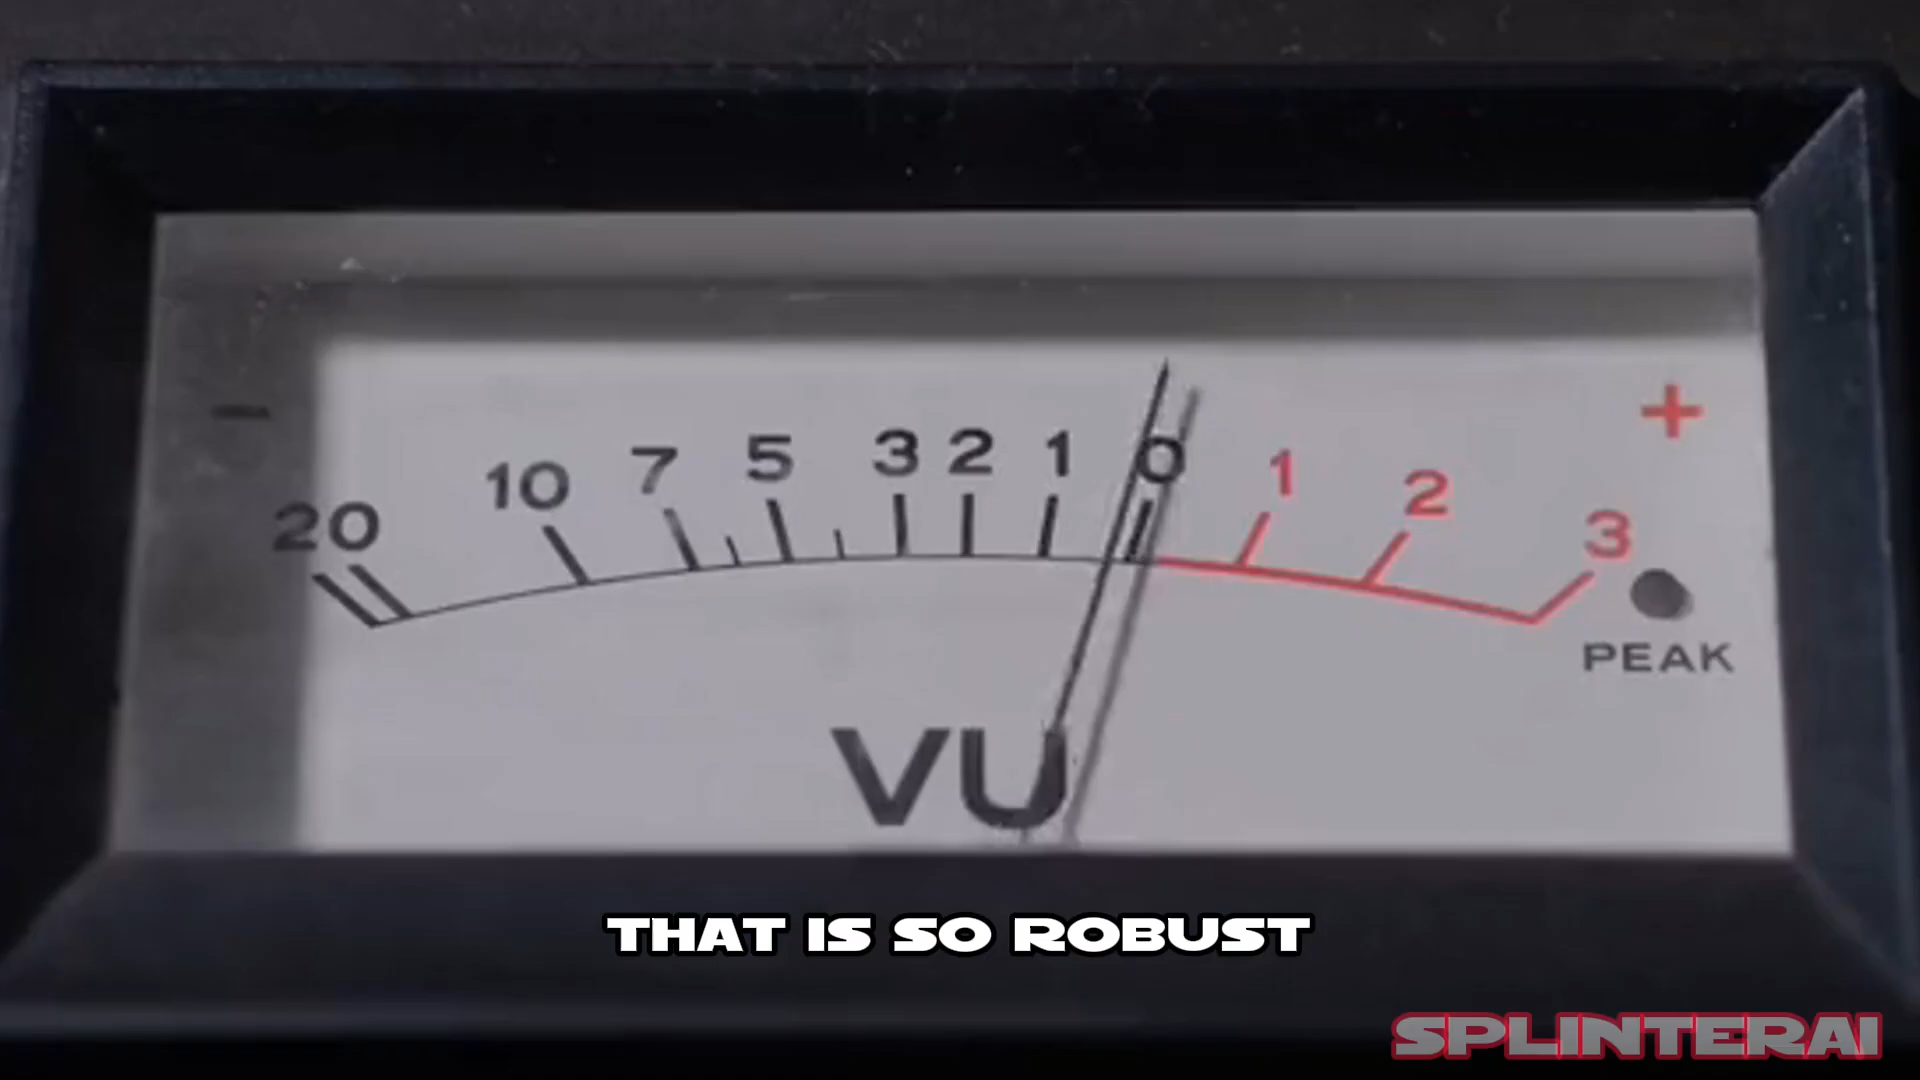 − +
20 10 7 5 3 2 1 0 1 2 3
PEAK
VU
THAT IS SO ROBUST
SPLINTERAI